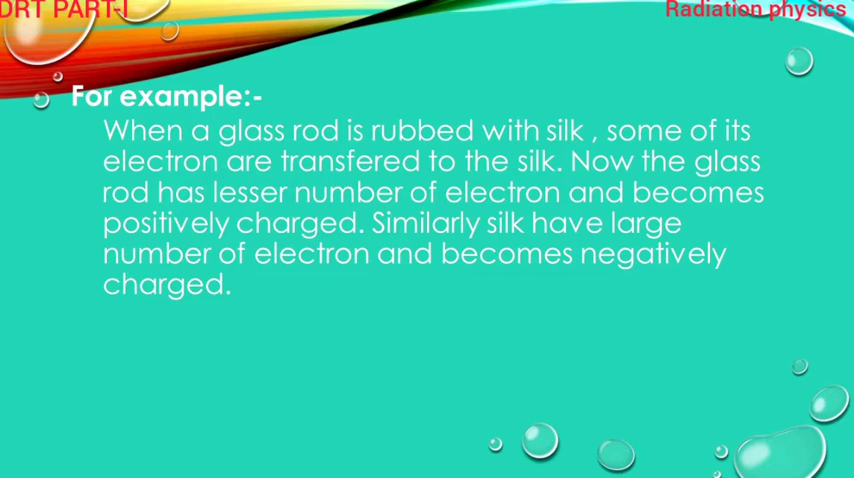 DRT PART-I
Radiation physics
For example:-
When a glass rod is rubbed with silk , some of its
electron are transfered to the silk. Now the glass
rod has lesser number of electron and becomes
positively charged. Similarly silk have large
number of electron and becomes negatively
charged.